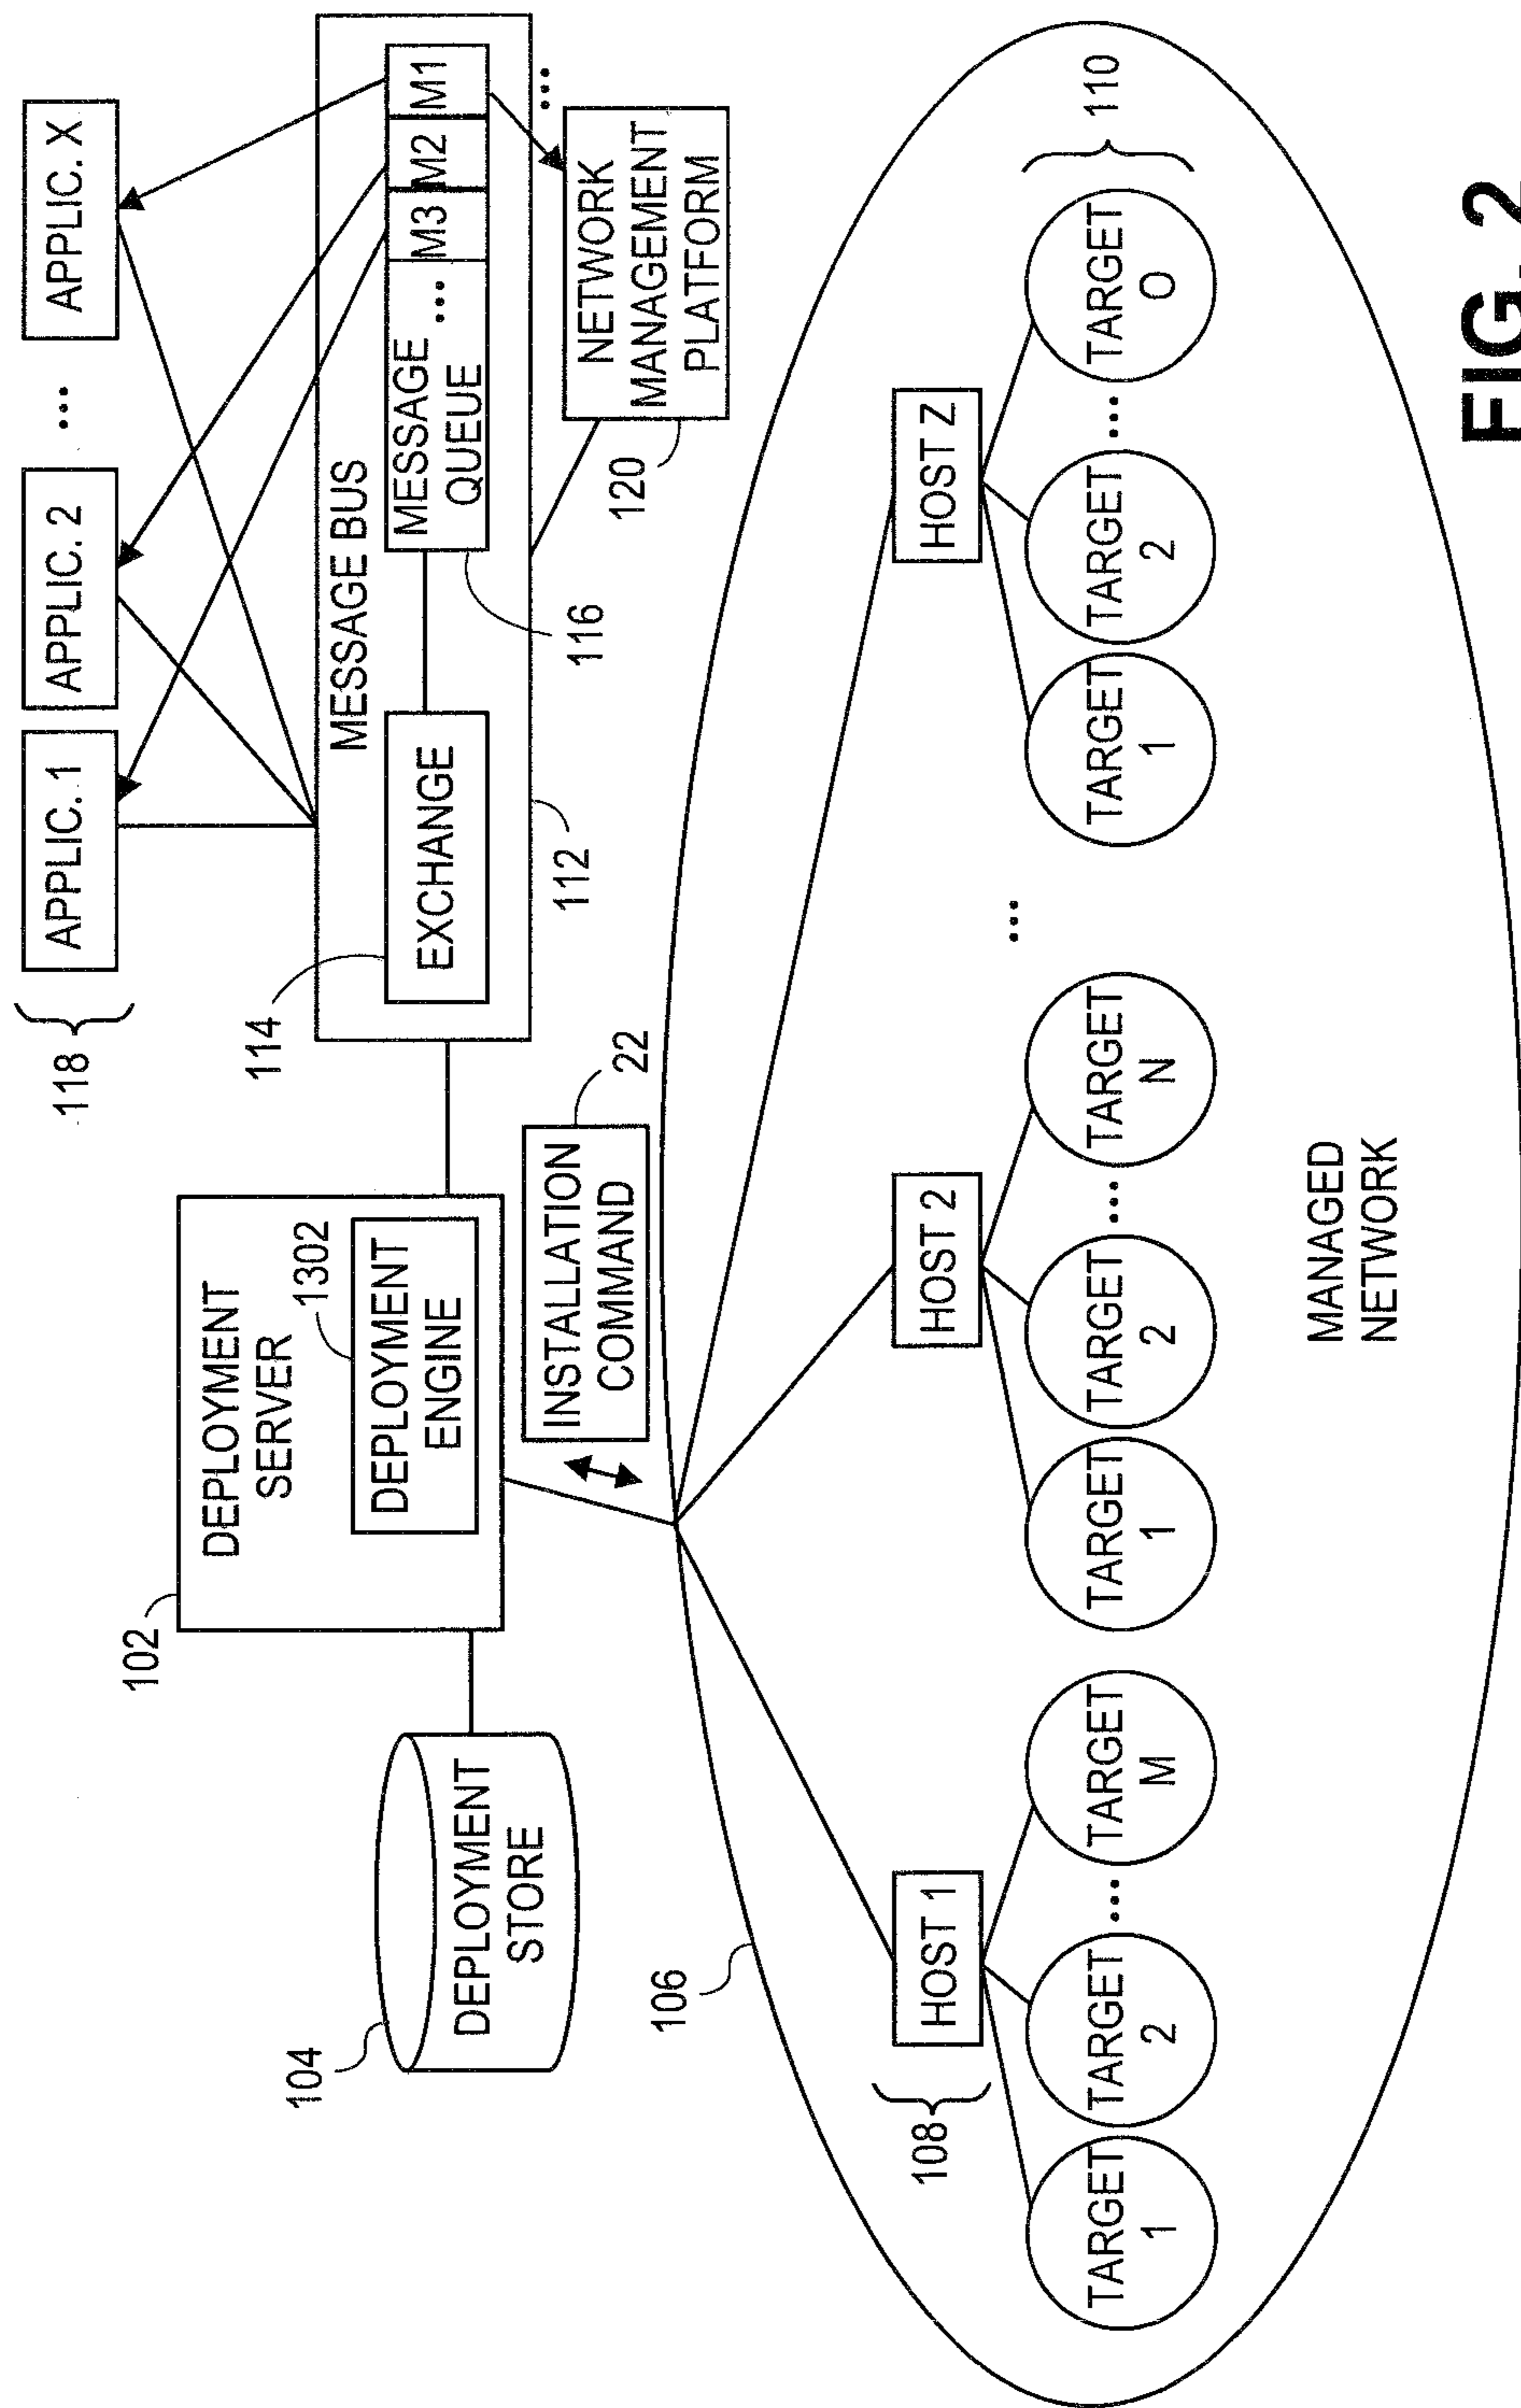 118
APPLIC. 1
APPLIC. 2
...
APPLIC. X
102
DEPLOYMENT
SERVER
1302
DEPLOYMENT
ENGINE
114
MESSAGE BUS
EXCHANGE
MESSAGE
QUEUE
...
M3
M2
M1
104
DEPLOYMENT
STORE
INSTALLATION
COMMAND
22
112
116
...
NETWORK
MANAGEMENT
PLATFORM
120
106
108
HOST 1
HOST 2
...
HOST Z
TARGET
1
TARGET
2
...
TARGET
M
TARGET
1
TARGET
2
...
TARGET
N
TARGET
1
TARGET
2
...
TARGET
O
110
MANAGED
NETWORK
FIG. 2